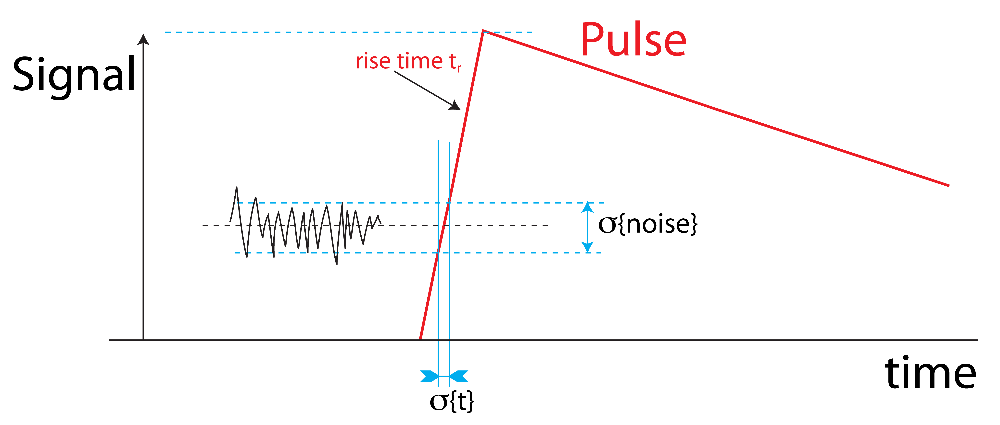 Pulse
Signal
rise time tr
σ{noise}
time
σ{t}